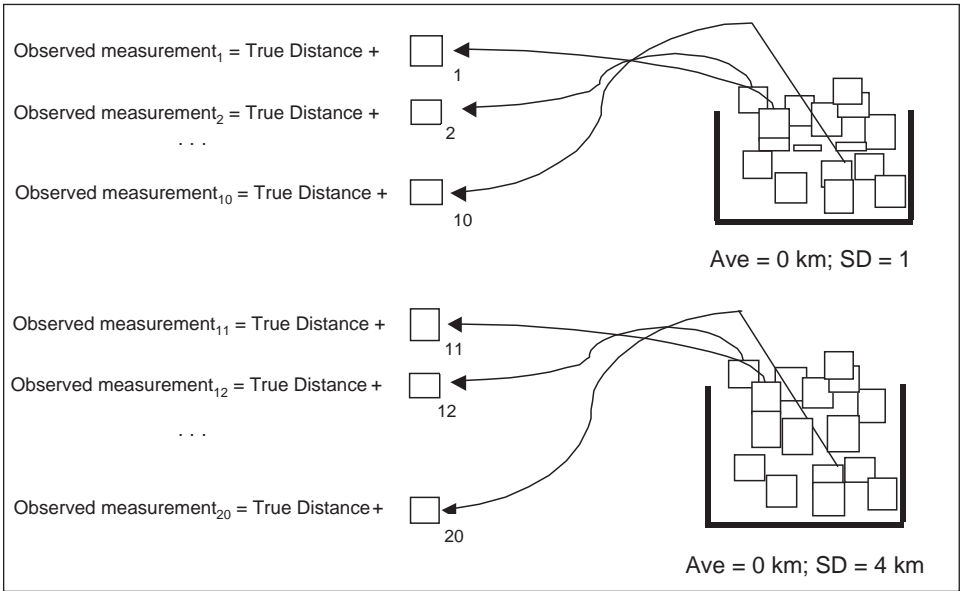 Observed measurement₁ = True Distance +
1
Observed measurement₂ = True Distance +
2
. . .
Observed measurement₁₀ = True Distance +
10
Ave = 0 km; SD = 1
Observed measurement₁₁ = True Distance +
11
Observed measurement₁₂ = True Distance +
12
. . .
Observed measurement₂₀ = True Distance +
20
Ave = 0 km; SD = 4 km